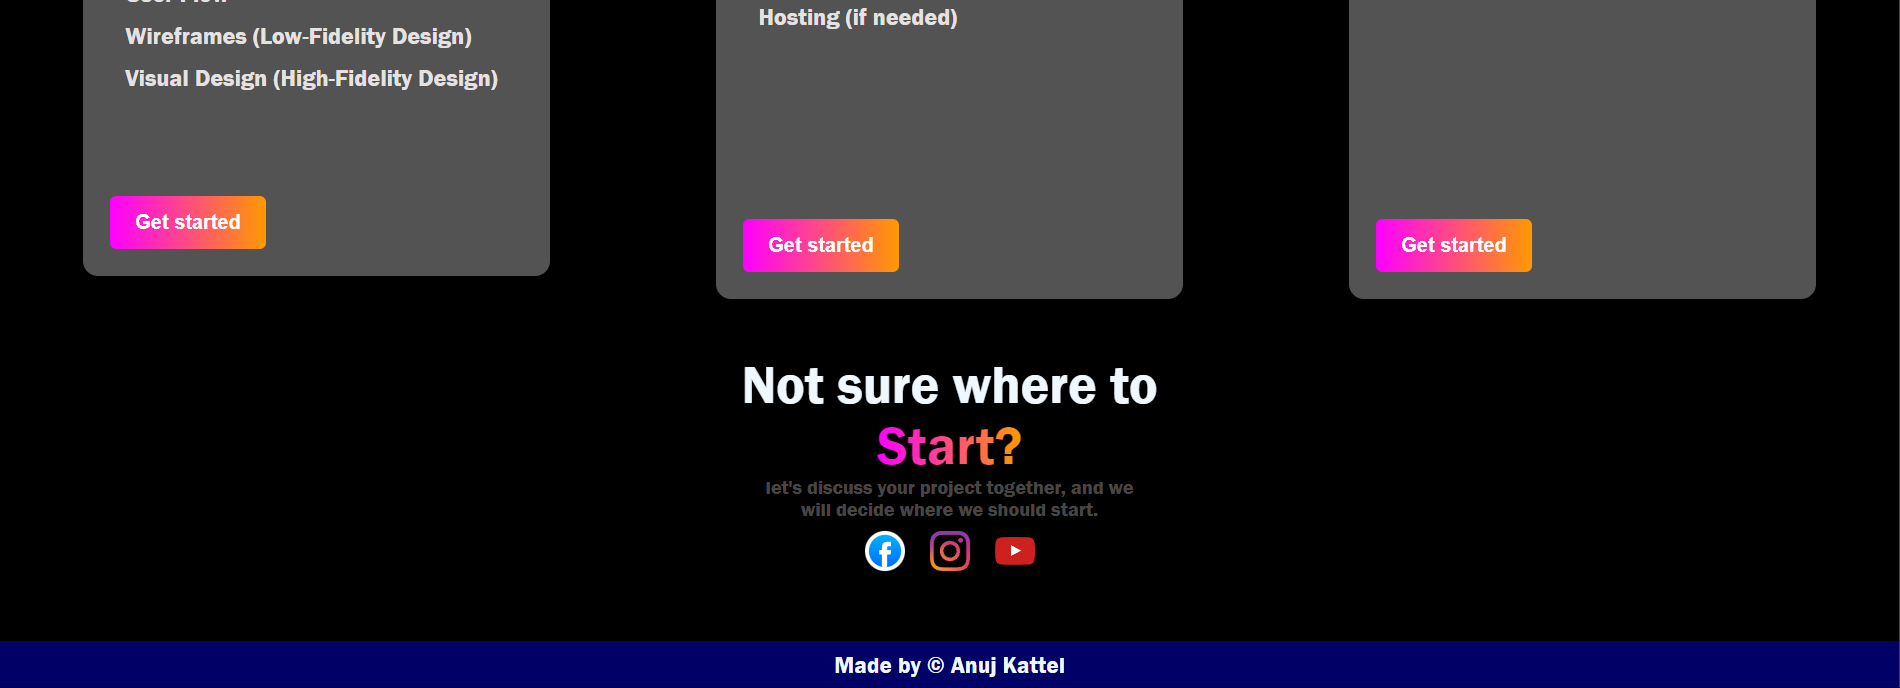 Wireframes (Low-Fidelity Design)
Visual Design (High-Fidelity Design)
Get started
Hosting (if needed)
Get started
Get started
Not sure where to
Start?
let's discuss your project together, and we
will decide where we should start.
Made by © Anuj Kattel